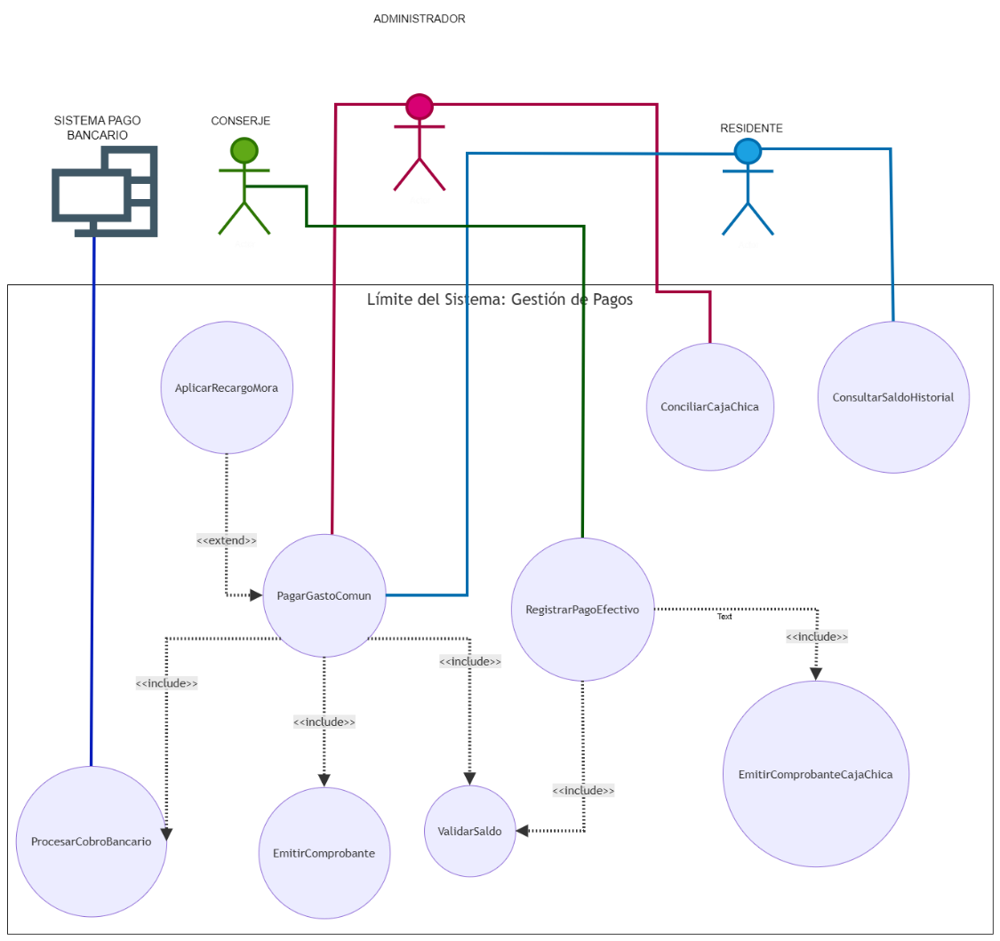 ADMINISTRADOR
SISTEMA PAGO
BANCARIO
CONSERJE
RESIDENTE
Límite del Sistema: Gestión de Pagos
AplicarRecargoMora
ConciliarCajaChica
ConsultarSaldoHistorial
<<extend>>
PagarGastoComun
RegistrarPagoEfectivo
Text
<<include>>
<<include>>
<<include>>
<<include>>
<<include>>
EmitirComprobanteCajaChica
ProcesarCobroBancario
EmitirComprobante
ValidarSaldo